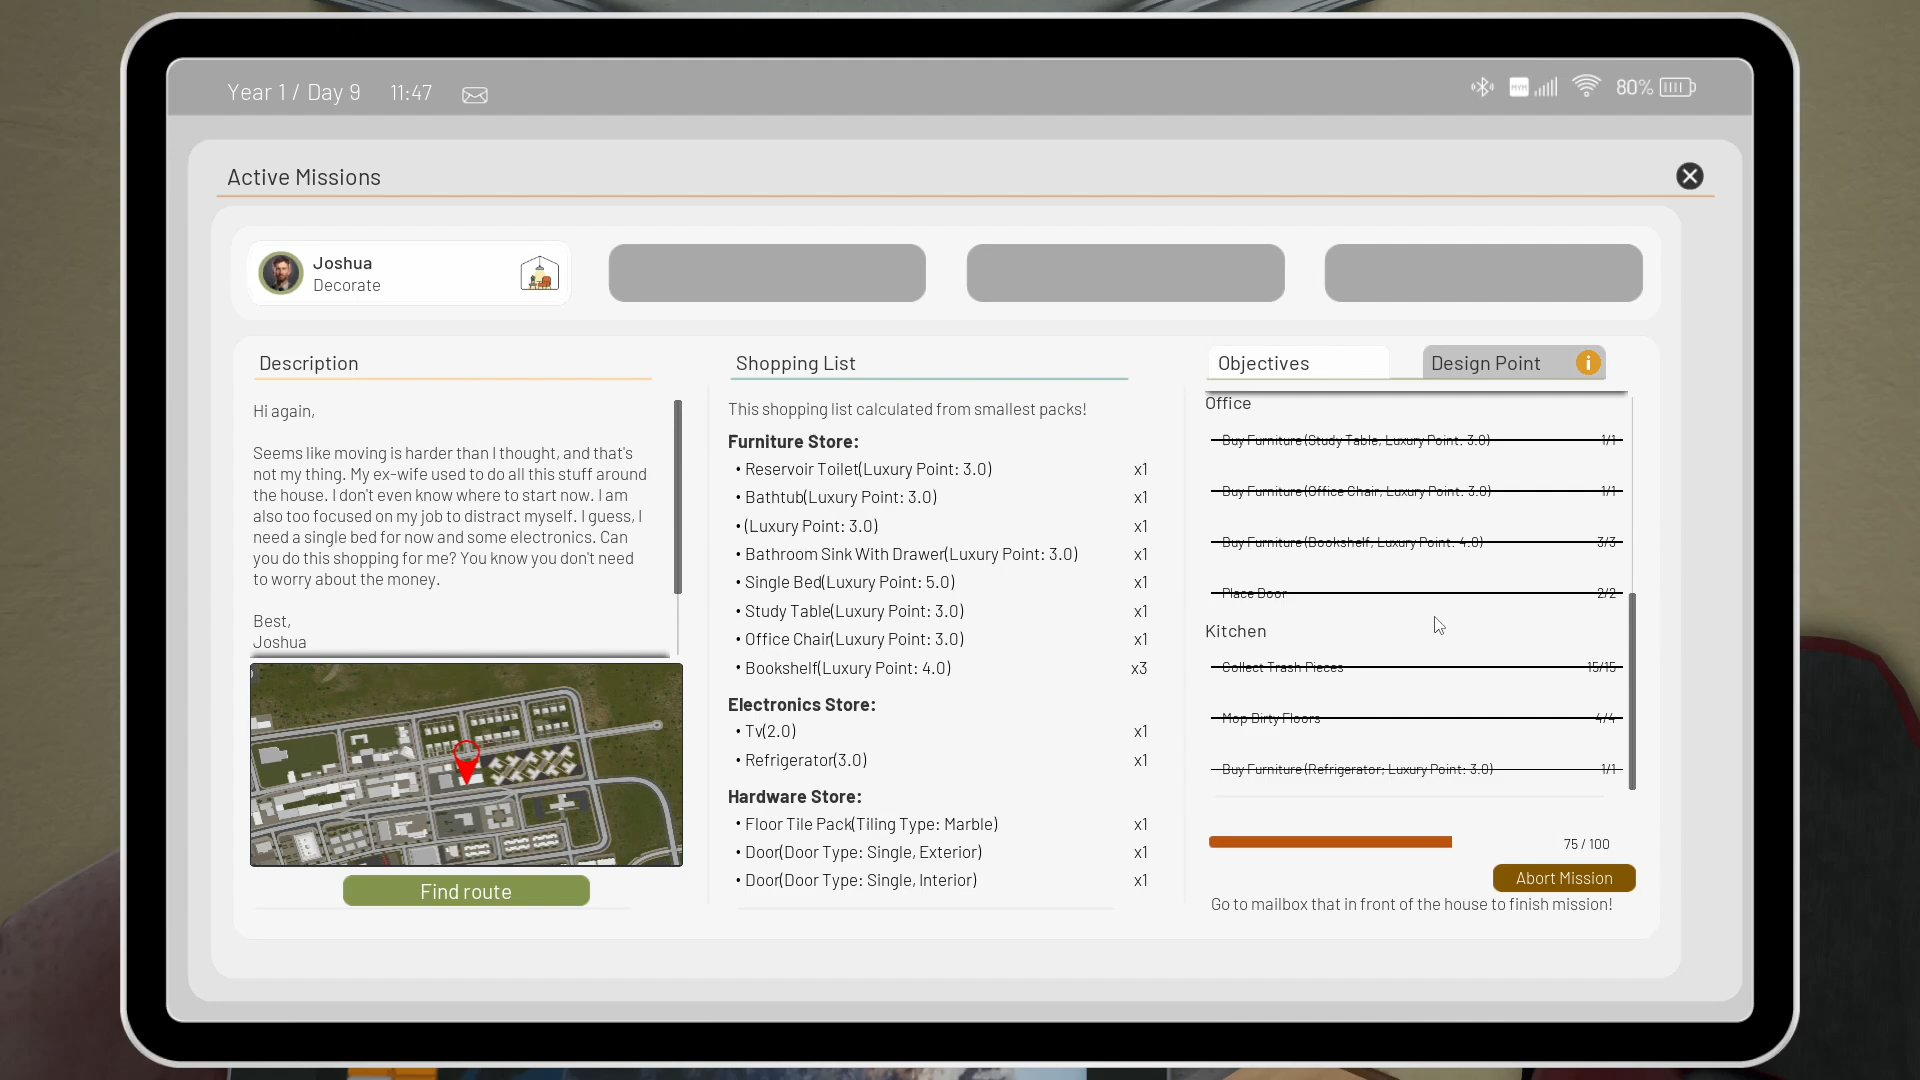 Year 1 / Day 9 11:47
80%
Active Missions
Joshua
Decorate
Description
Hi again,
Seems like moving is harder than I thought, and that's
not my thing. My ex-wife used to do all this stuff around
the house. I don't even know where to start now. I am
also too focused on my job to distract myself. I guess, I
need a single bed for now and some electronics. Can
you do this shopping for me? You know you don't need
to worry about the money.
Best,
Joshua
Find route
Shopping List
This shopping list calculated from smallest packs!
Furniture Store:
• Reservoir Toilet(Luxury Point: 3.0) x1
• Bathtub(Luxury Point: 3.0) x1
• (Luxury Point: 3.0) x1
• Bathroom Sink With Drawer(Luxury Point: 3.0) x1
• Single Bed(Luxury Point: 5.0) x1
• Study Table(Luxury Point: 3.0) x1
• Office Chair(Luxury Point: 3.0) x1
• Bookshelf(Luxury Point: 4.0) x3
Electronics Store:
• Tv(2.0) x1
• Refrigerator(3.0) x1
Hardware Store:
• Floor Tile Pack(Tiling Type: Marble) x1
• Door(Door Type: Single, Exterior) x1
• Door(Door Type: Single, Interior) x1
Objectives
Design Point i
Office
Buy Furniture (Study Table; Luxury Point: 3.0) 1/1
Buy Furniture (Office Chair; Luxury Point: 3.0) 1/1
Buy Furniture (Bookshelf; Luxury Point: 4.0) 3/3
Place Door 2/2
Kitchen
Collect Trash Pieces 15/15
Mop Dirty Floors 4/4
Buy Furniture (Refrigerator; Luxury Point: 3.0) 1/1
75 / 100
Abort Mission
Go to mailbox that in front of the house to finish mission!